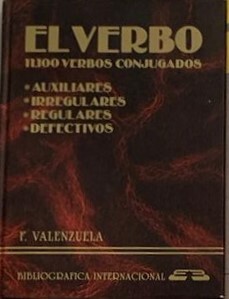 EL VERBO
11.100 VERBOS CONJUGADOS
• AUXILIARES
• IRREGULARES
• REGULARES
• DEFECTIVOS
F. VALENZUELA
BIBLIOGRAFICA INTERNACIONAL